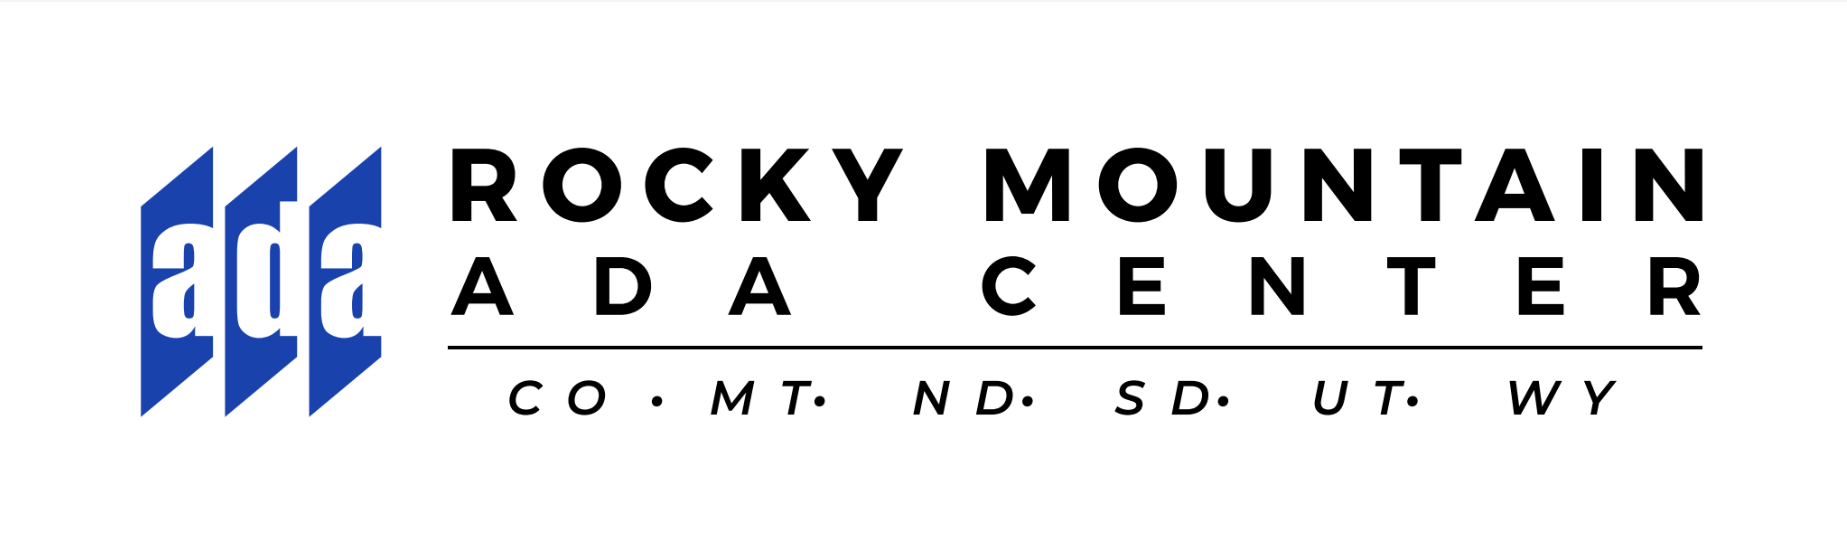 ada
ROCKY MOUNTAIN
ADA CENTER
CO • MT• ND• SD• UT• WY